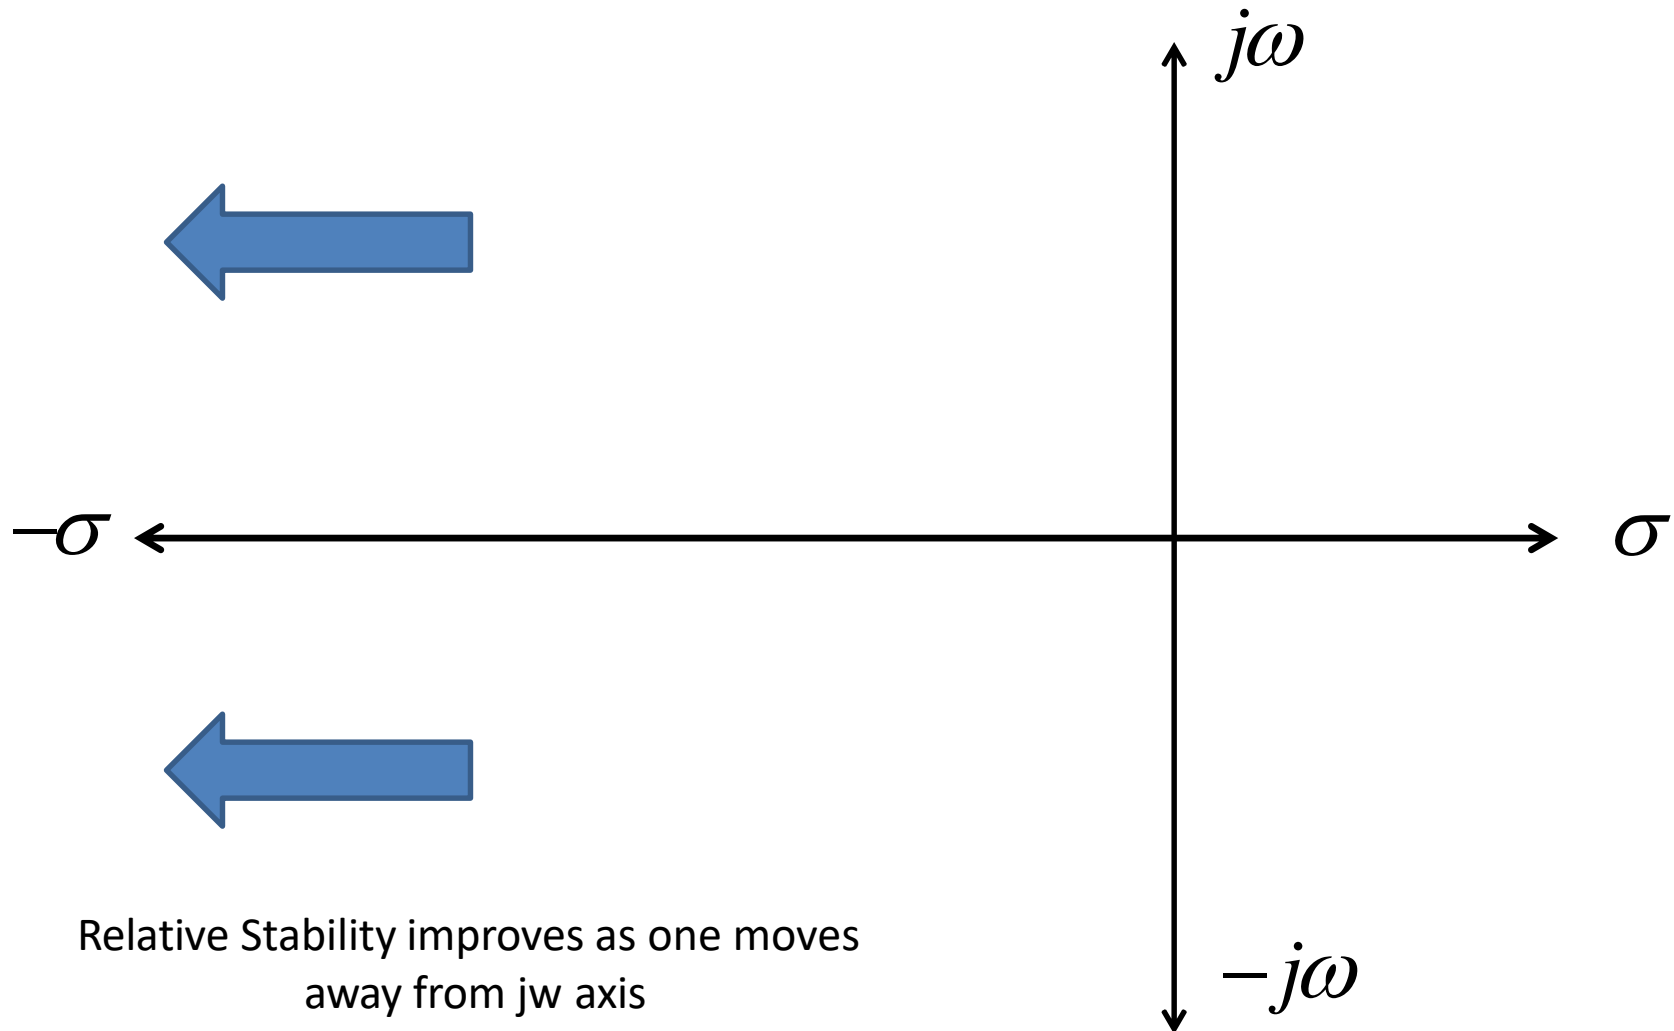 jω
−σ
σ
Relative Stability improves as one moves
away from jw axis
−jω